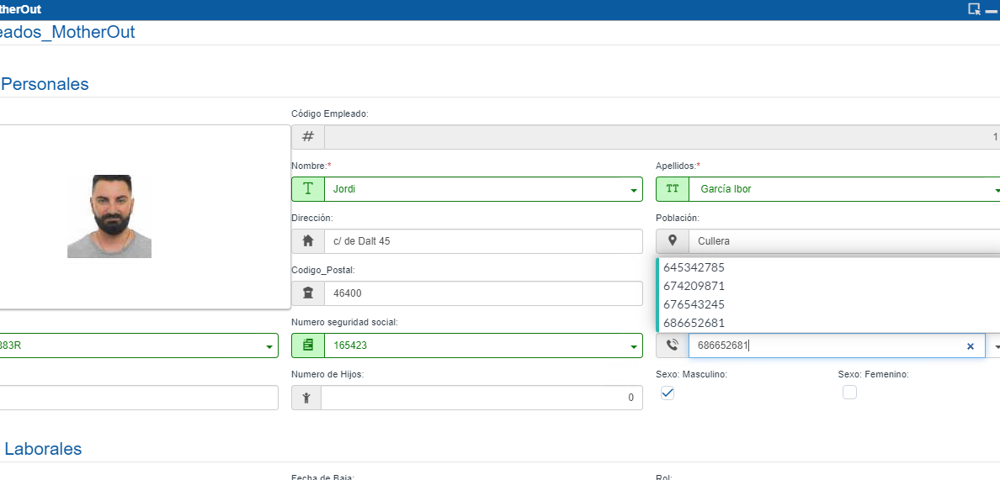 therOut
eados_MotherOut
Personales
Código Empleado:
1
Nombre:*
Apellidos:*
Jordi
García Ibor
Dirección:
Población:
c/ de Dalt 45
Cullera
Codigo_Postal:
46400
645342785
674209871
676543245
686652681
Numero seguridad social:
383R
165423
686652681
Numero de Hijos:
Sexo: Masculino:
Sexo: Femenino:
0
Laborales
Fecha de Baja:
Rol: